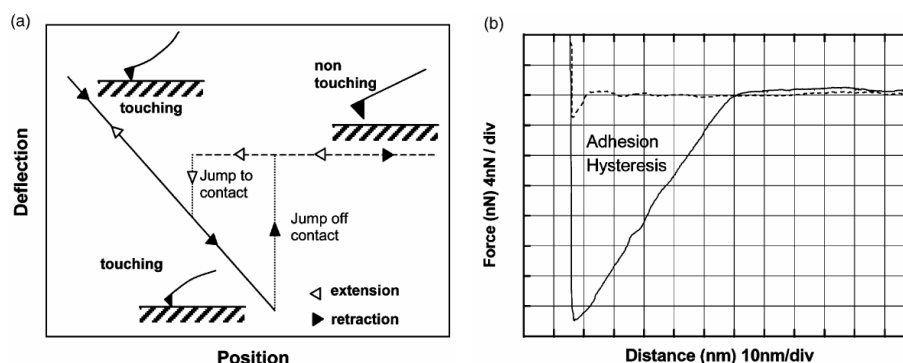 (a)
touching
non
touching
Jump to
contact
Jump off
contact
touching
extension
retraction
Deflection
Position
(b)
Adhesion
Hysteresis
Force (nN) 4nN / div
Distance (nm) 10nm/div